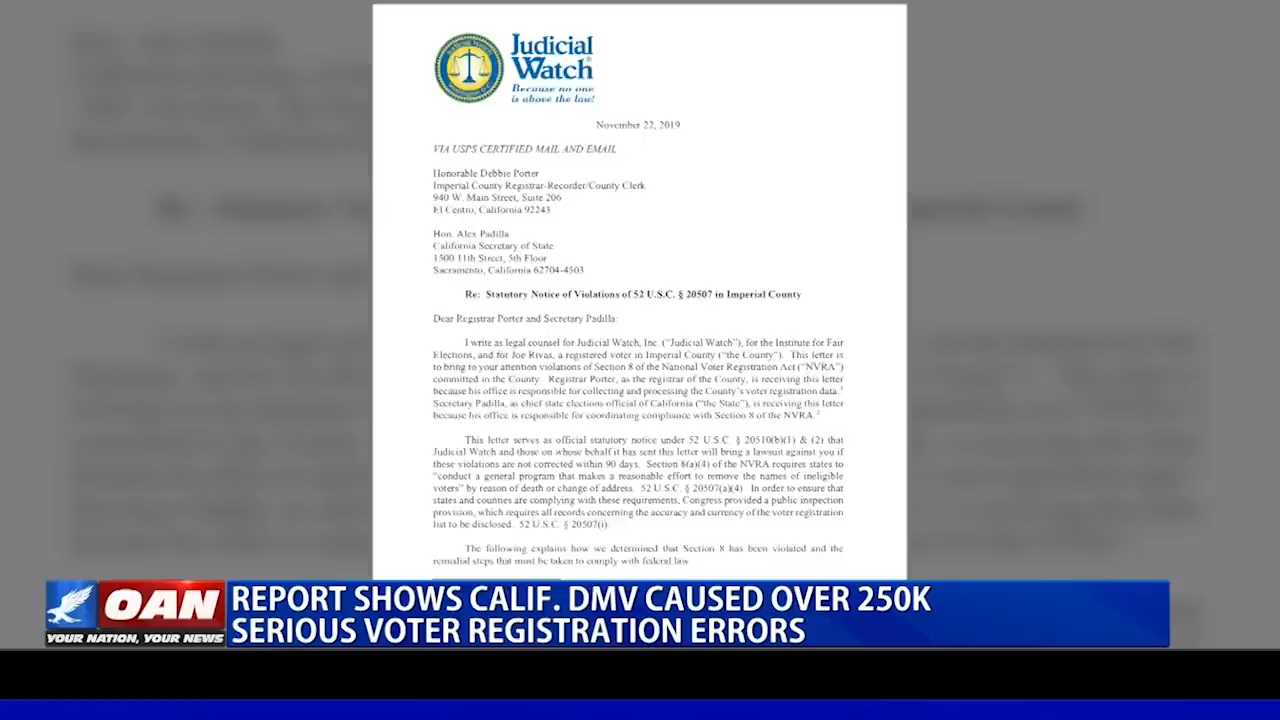 Judicial
Watch
Because no one
is above the law!
November 22, 2019
VIA USPS CERTIFIED MAIL AND EMAIL
Honorable Debbie Porter
Imperial County Registrar-Recorder/County Clerk
940 W. Main Street, Suite 206
El Centro, California 92243
Hon. Alex Padilla
California Secretary of State
1500 11th Street, 5th Floor
Sacramento, California 62704-4503
Re: Statutory Notice of Violations of 52 U.S.C. § 20507 in Imperial County
Dear Registrar Porter and Secretary Padilla:
I write as legal counsel for Judicial Watch, Inc. (“Judicial Watch”), for the Institute for Fair
Elections, and for Joe Rivas, a registered voter in Imperial County (“the County”). This letter is
to bring to your attention violations of Section 8 of the National Voter Registration Act (“NVRA”)
committed in the County. Registrar Porter, as the registrar of the County, is receiving this letter
because his office is responsible for collecting and processing the County’s voter registration data.1
Secretary Padilla, as chief state elections official of California (“the State”), is receiving this letter
because his office is responsible for coordinating compliance with Section 8 of the NVRA.2
This letter serves as official statutory notice under 52 U.S.C. § 20510(b)(1) & (2) that
Judicial Watch and those on whose behalf it has sent this letter will bring a lawsuit against you if
these violations are not corrected within 90 days. Section 8(a)(4) of the NVRA requires states to
“conduct a general program that makes a reasonable effort to remove the names of ineligible
voters” by reason of death or change of address. 52 U.S.C. § 20507(a)(4) In order to ensure that
states and counties are complying with these requirements, Congress provided a public inspection
provision, which requires all records concerning the accuracy and currency of the voter registration
list to be disclosed. 52 U.S.C. § 20507(i)
The following explains how we determined that Section 8 has been violated and the
remedial steps that must be taken to comply with federal law
OAN
YOUR NATION, YOUR NEWS
REPORT SHOWS CALIF. DMV CAUSED OVER 250K
SERIOUS VOTER REGISTRATION ERRORS